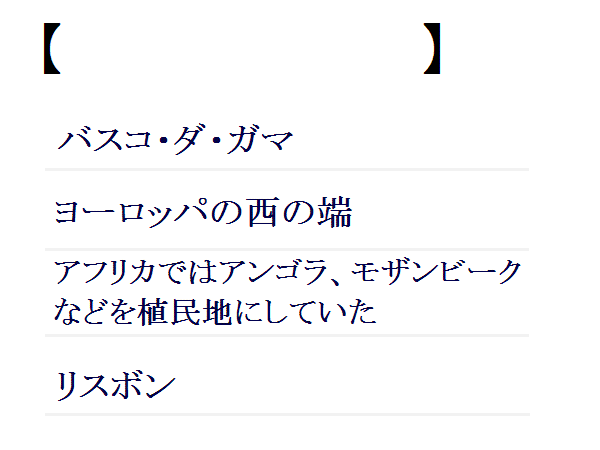 【 】
バスコ・ダ・ガマ
ヨーロッパの西の端
アフリカではアンゴラ、モザンビーク
などを植民地にしていた
リスボン